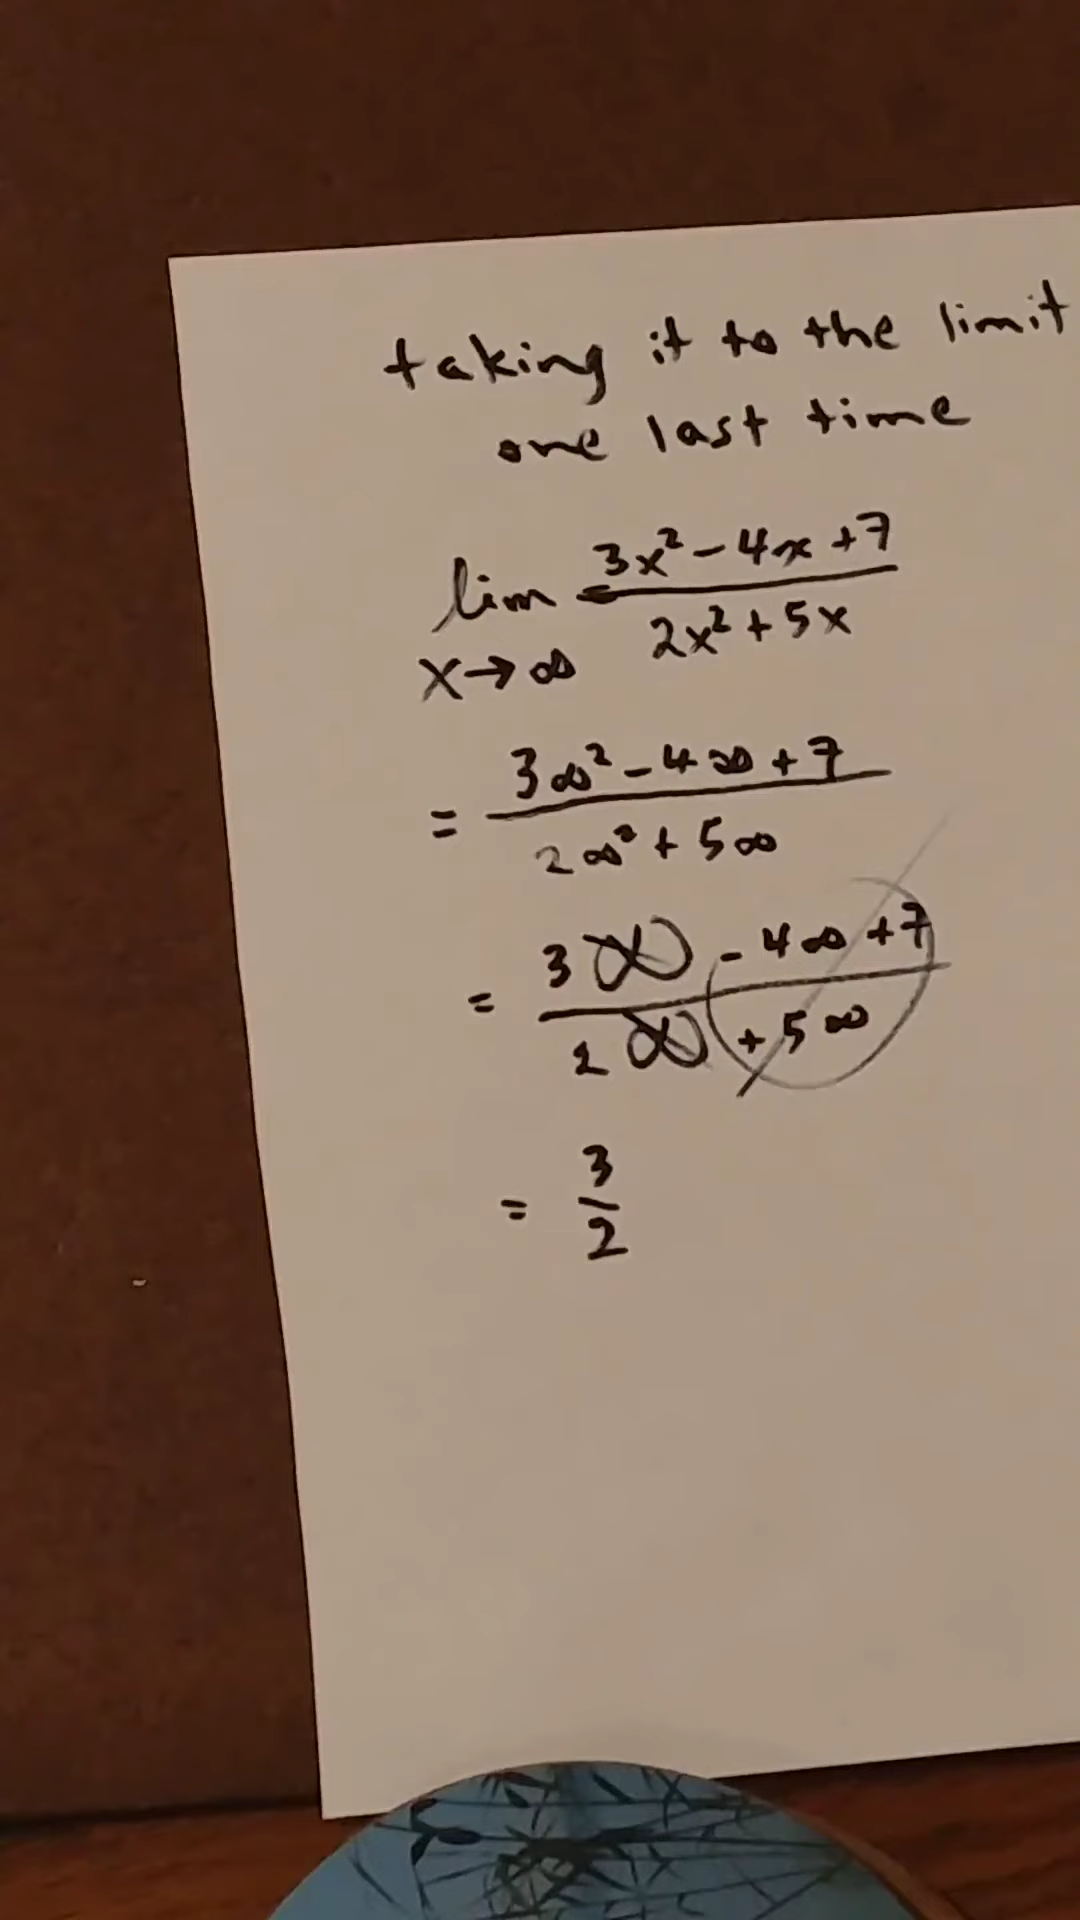 taking it to the limit
one last time
lim 3x² - 4x + 7
x → ∞ 2x² + 5x
= 3∞² - 4∞ + 7
2∞² + 5∞
= 3∞ - 4∞ + 7
2∞ + 5∞
= 3
2